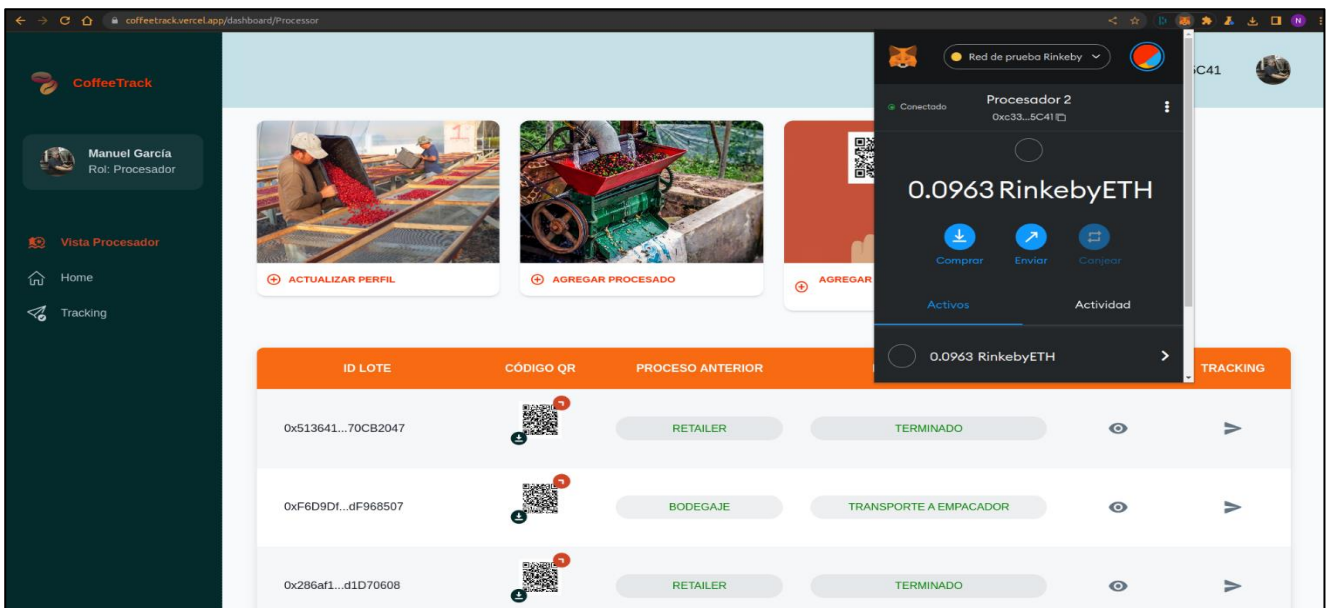 coffeetrack.vercel.app/dashboard/Processor
N
CoffeeTrack
Manuel García
Rol: Procesador
Vista Procesador
Home
Tracking
1
ACTUALIZAR PERFIL
AGREGAR PROCESADO
AGREGAR
5C41
Red de prueba Rinkeby
Conectado
Procesador 2
0xc33...5C41
0.0963 RinkebyETH
Comprar
Enviar
Canjear
Activos
Actividad
0.0963 RinkebyETH
ID LOTE
CÓDIGO QR
PROCESO ANTERIOR
TRACKING
0x513641...70CB2047
RETAILER
TERMINADO
0xF6D9Df...dF968507
BODEGAJE
TRANSPORTE A EMPACADOR
0x286af1...d1D70608
RETAILER
TERMINADO